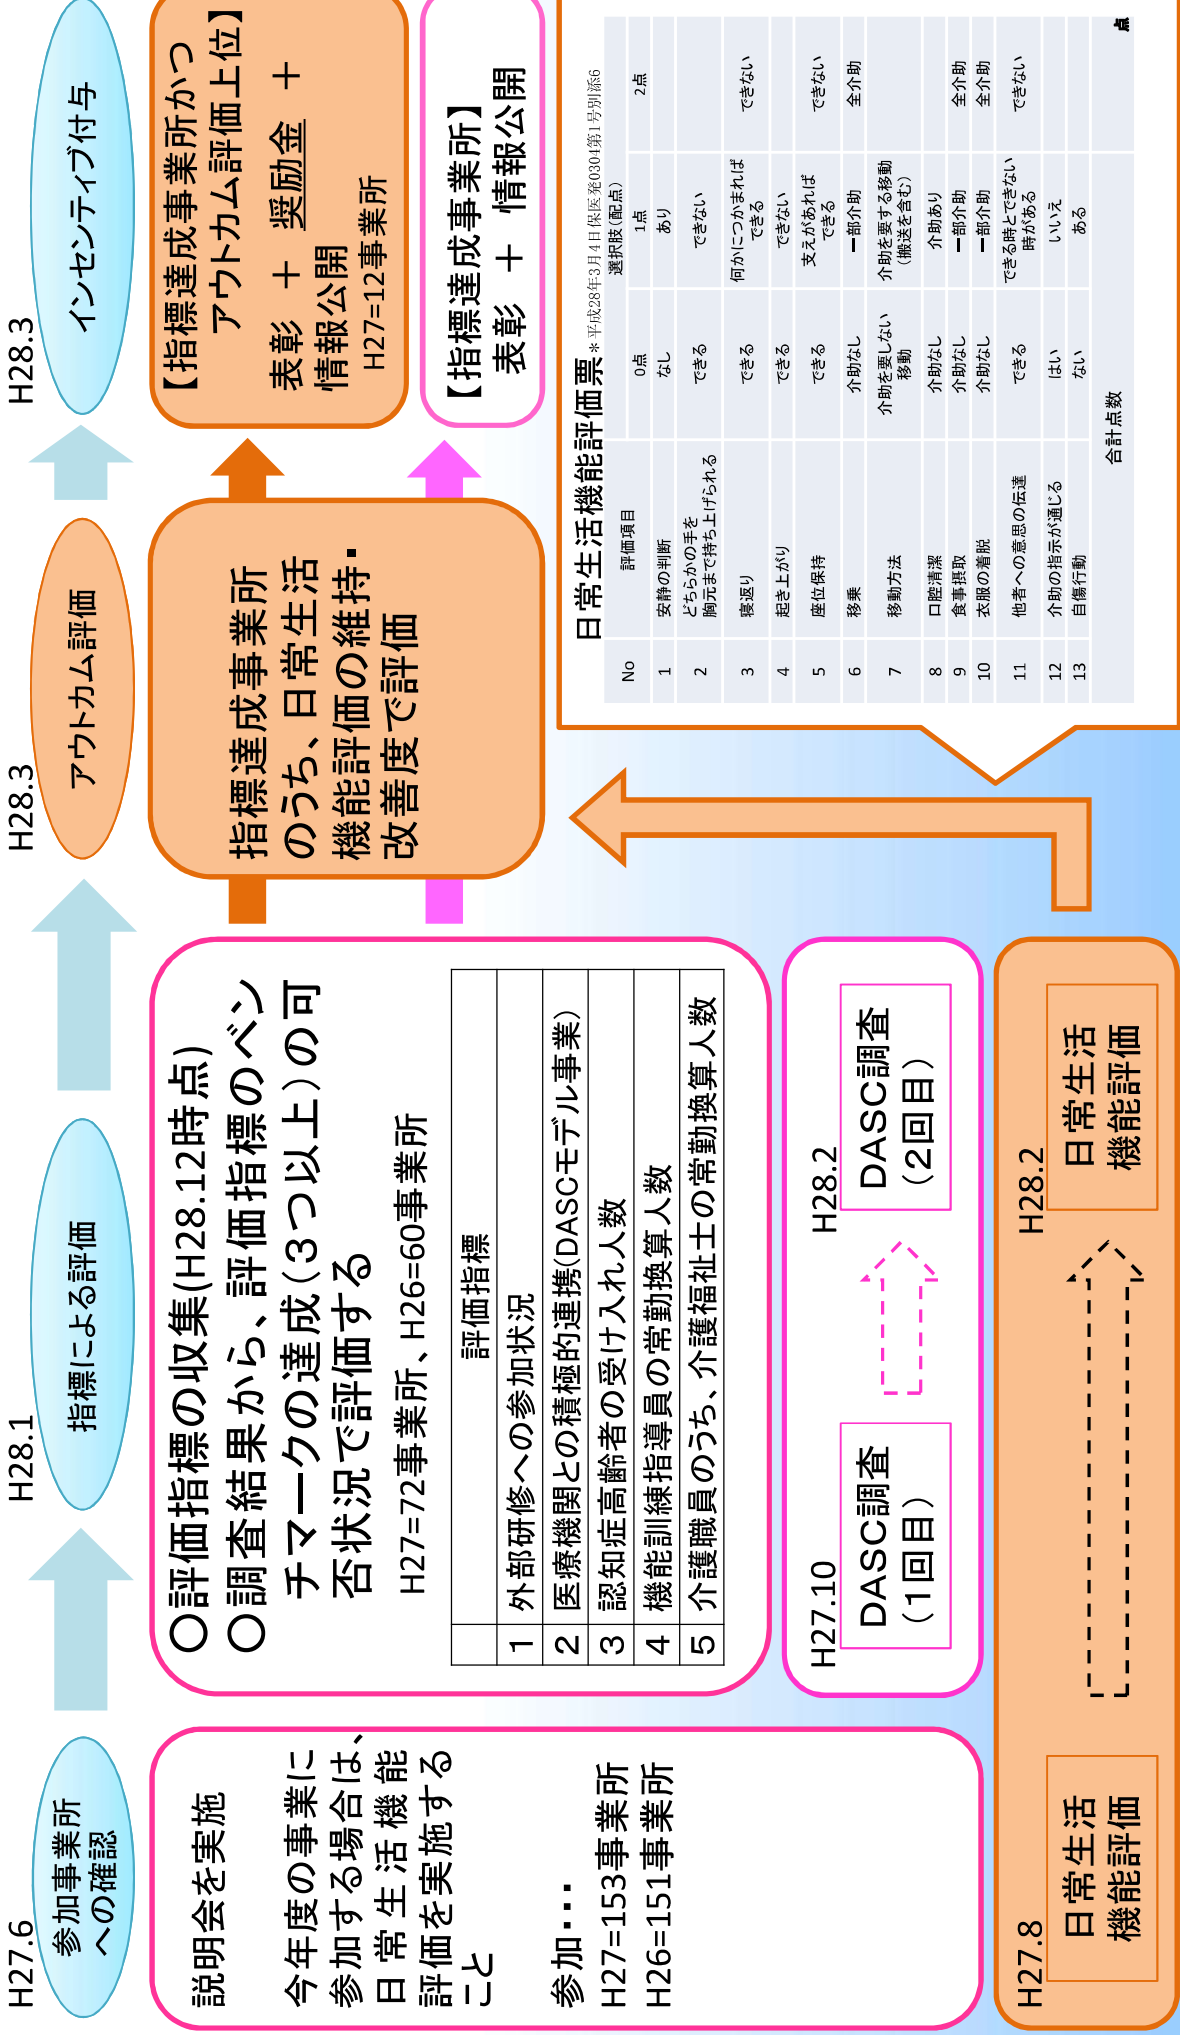 H27.6
参加事業所
への確認
H28.1
指標による評価
H28.3
アウトカム評価
H28.3
インセンティブ付与
説明会を実施
今年度の事業に
参加する場合は、
日常生活機能
評価を実施する
こと
参加・・・
H27=153事業所
H26=151事業所
○評価指標の収集(H28.12時点)
○調査結果から、評価指標のベン
チマークの達成(3つ以上)の可
否状況で評価する
H27=72事業所、H26=60事業所
評価指標
1 外部研修への参加状況
2 医療機関との積極的連携(DASCモデル事業)
3 認知症高齢者の受け入れ人数
4 機能訓練指導員の常勤換算人数
5 介護職員のうち、介護福祉士の常勤換算人数
H27.10
DASC調査
(1回目)
H28.2
DASC調査
(2回目)
H27.8
日常生活
機能評価
H28.2
日常生活
機能評価
指標達成事業所
のうち、日常生活
機能評価の維持・
改善度で評価
【指標達成事業所かつ
アウトカム評価上位】
表彰 + 奨励金 +
情報公開
H27=12事業所
【指標達成事業所】
表彰 + 情報公開
日常生活機能評価票 *平成28年3月4日保医発0304第1号別添6
No 評価項目 選択肢(配点)
0点 1点 2点
1 安静の判断 なし あり
2 どちらかの手を
胸元まで持ち上げられる できる できない
3 寝返り できる 何かにつかまれば
できる できない
4 起き上がり できる できない
5 座位保持 できる 支えがあれば
できる できない
6 移乗 介助なし 一部介助 全介助
7 移動方法 介助を要しない
移動 介助を要する移動
(搬送を含む)
8 口腔清潔 介助なし 介助あり
9 食事摂取 介助なし 一部介助 全介助
10 衣服の着脱 介助なし 一部介助 全介助
11 他者への意思の伝達 できる できる時とできない
時がある できない
12 介助の指示が通じる はい いいえ
13 自傷行動 ない ある
合計点数 点